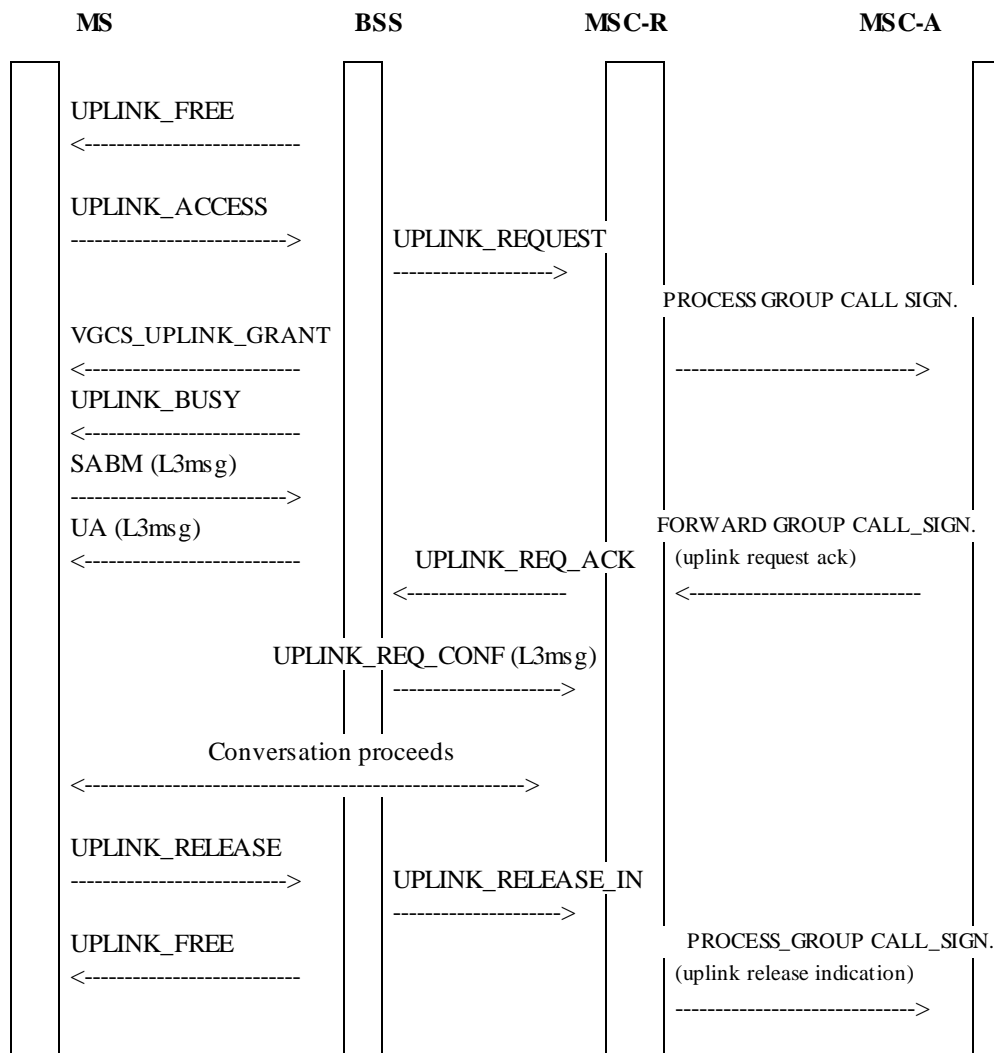 MS BSS MSC-R MSC-A
UPLINK_FREE
<---------------------------
UPLINK_ACCESS
---------------------------> UPLINK_REQUEST
-------------------->
PROCESS GROUP CALL SIGN.
VGCS_UPLINK_GRANT
<--------------------------- ------------------------------>
UPLINK_BUSY
<---------------------------
SABM (L3msg)
--------------------------->
UA (L3msg) FORWARD GROUP CALL_SIGN.
<--------------------------- UPLINK_REQ_ACK (uplink request ack)
<-------------------- <-----------------------------
UPLINK_REQ_CONF (L3msg)
--------------------->
Conversation proceeds
<------------------------------------------------------->
UPLINK_RELEASE
---------------------------> UPLINK_RELEASE_IN
--------------------->
UPLINK_FREE PROCESS_GROUP CALL_SIGN.
<--------------------------- (uplink release indication)
------------------------------>